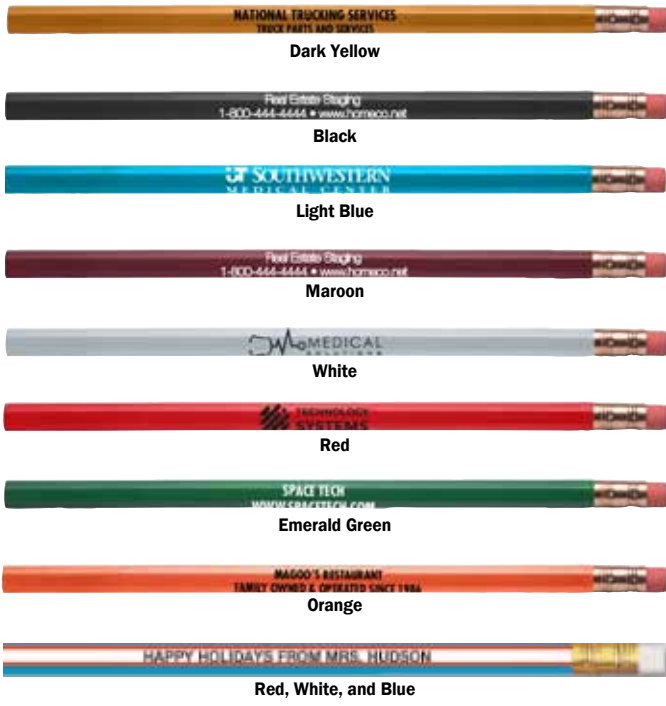 NATIONAL TRUCKING SERVICES
TRUCK PARTS AND SERVICES
Dark Yellow
Real Estate Staging
1-800-444-4444 • www.homeco.net
Black
SOUTHWESTERN
MEDICAL CENTER
Light Blue
Real Estate Staging
1-800-444-4444 • www.homeco.net
Maroon
MEDICAL
SOLUTIONS
White
TECHNOLOGY
SYSTEMS
Red
SPACE TECH
WWW.SPACETECH.COM
Emerald Green
MAGOO'S RESTAURANT
FAMILY OWNED & OPERATED SINCE 1986
Orange
HAPPY HOLIDAYS FROM MRS. HUDSON
Red, White, and Blue